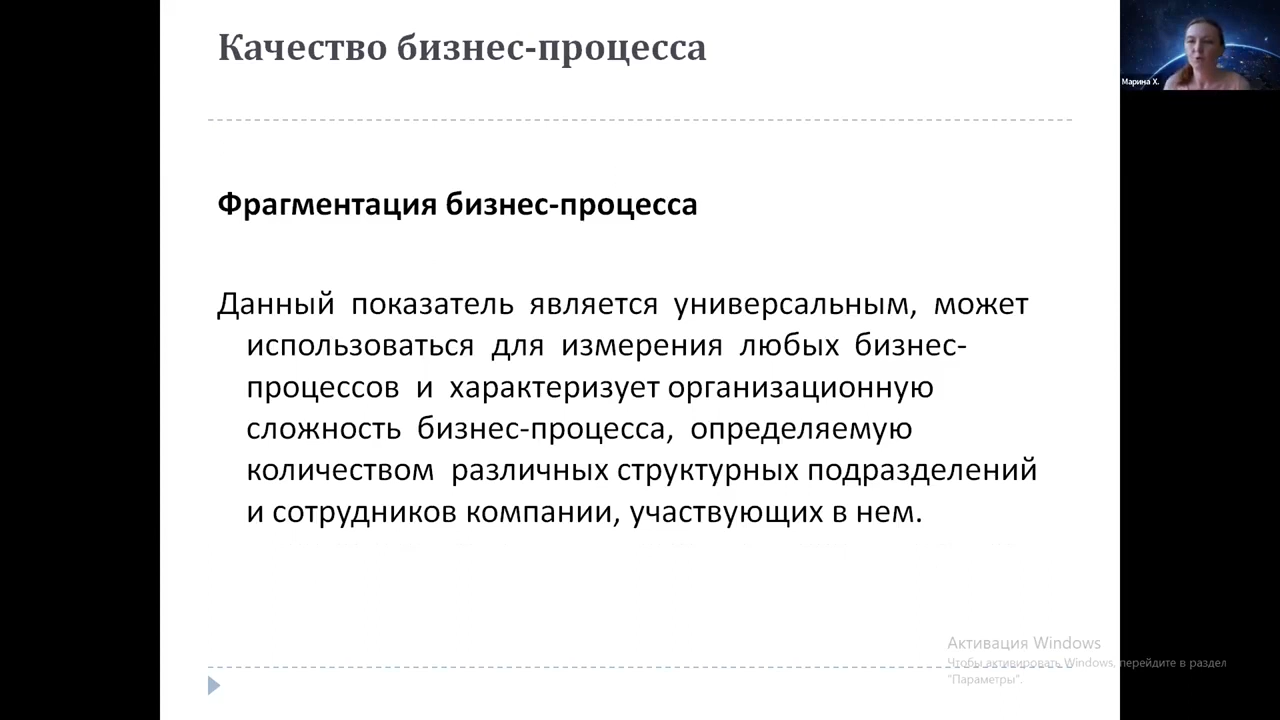 Качество бизнес-процесса
Марина Х.
Фрагментация бизнес-процесса
Данный показатель является универсальным, может
использоваться для измерения любых бизнес-
процессов и характеризует организационную
сложность бизнес-процесса, определяемую
количеством различных структурных подразделений
и сотрудников компании, участвующих в нем.
Активация Windows
Чтобы активировать Windows, перейдите в раздел
"Параметры".